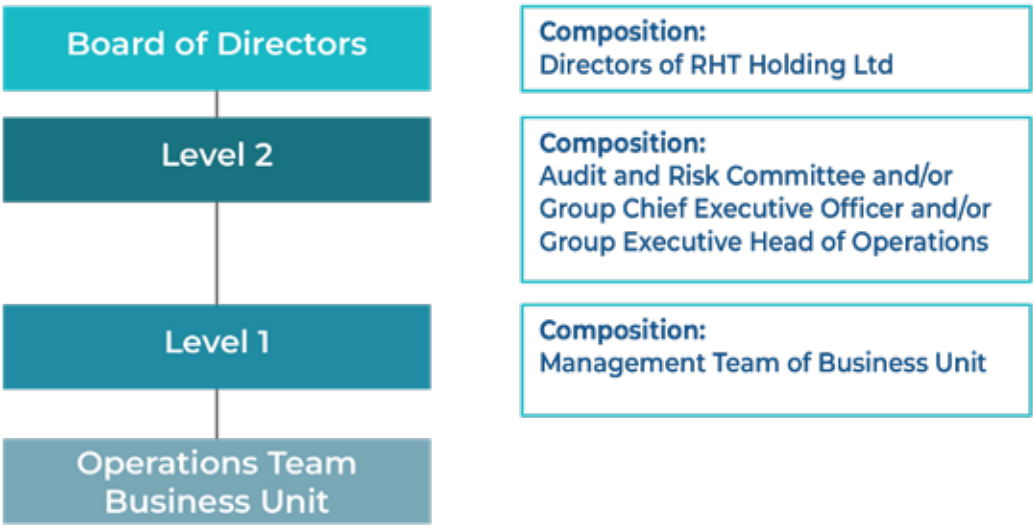 Board of Directors
Composition:
Directors of RHT Holding Ltd
Level 2
Composition:
Audit and Risk Committee and/or
Group Chief Executive Officer and/or
Group Executive Head of Operations
Level 1
Composition:
Management Team of Business Unit
Operations Team
Business Unit